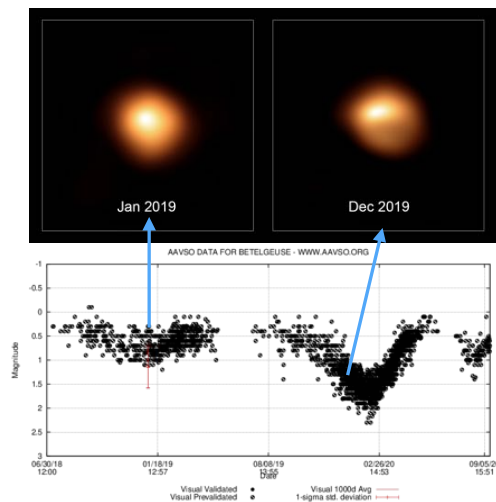 Jan 2019
Dec 2019
AAVSO DATA FOR BETELGEUSE - WWW.AAVSO.ORG
Magnitude
-1
0
0.5
1
1.5
2
2.5
3
06/30/18 01/18/19 08/08/19 02/26/20 09/05/2
12:00 12:57 13:55 14:53 15:51
Date
Visual Validated Visual 1000d Avg
Visual Prevalidated 1-sigma std. deviation